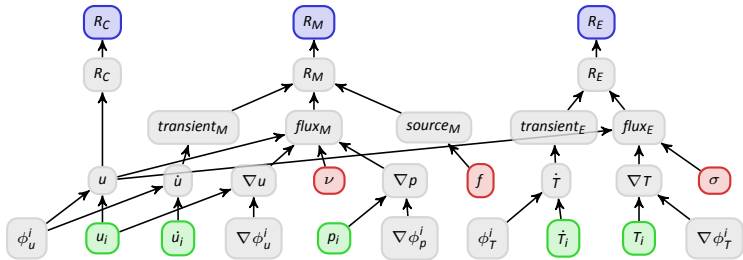 R_C R_M R_E
R_C R_M R_E
transient_M flux_M source_M transient_E flux_E
u u̇ ∇u ν ∇p f Ṫ ∇T σ
ϕ_u^i u_i u̇_i ∇ϕ_u^i p_i ∇ϕ_p^i ϕ_T^i Ṫ_i T_i ∇ϕ_T^i